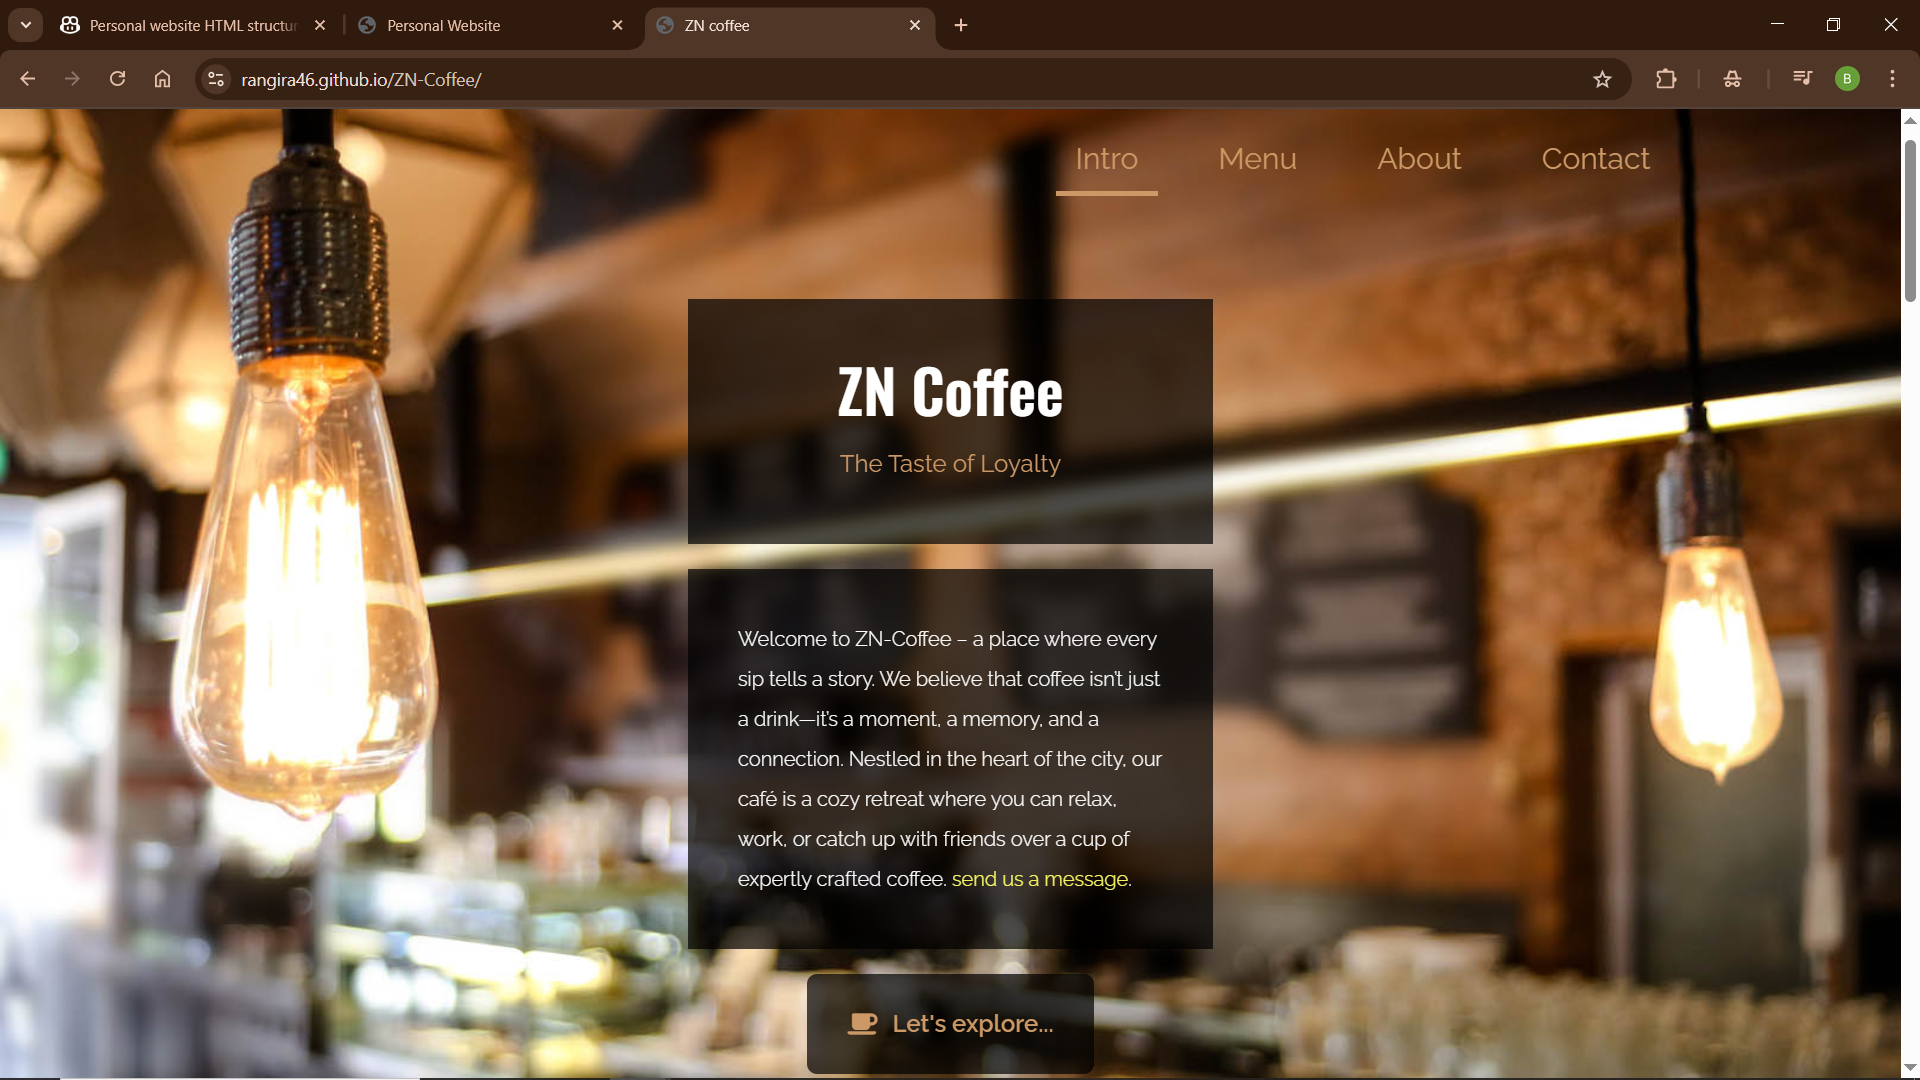 Personal website HTML structu
Personal Website
ZN coffee
rangira46.github.io/ZN-Coffee/
B
Intro
Menu
About
Contact
ZN Coffee
The Taste of Loyalty
Welcome to ZN-Coffee – a place where every
sip tells a story. We believe that coffee isn't just
a drink—it's a moment, a memory, and a
connection. Nestled in the heart of the city, our
café is a cozy retreat where you can relax,
work, or catch up with friends over a cup of
expertly crafted coffee. send us a message.
Let's explore...